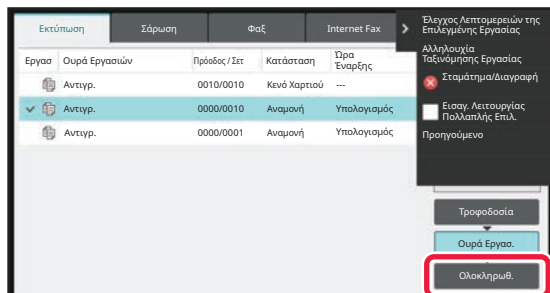 Εκτύπωση Σάρωση Φαξ Internet Fax
Έλεγχος Λεπτομερειών της
Επιλεγμένης Εργασίας
Αλληλουχία
Ταξινόμησης Εργασίας
Σταμάτημα/Διαγραφή
Εισαγ. Λειτουργίας
Πολλαπλής Επιλ.
Προηγούμενο
Εργασ Ουρά Εργασιών Πρόοδος / Σετ Κατάσταση Ώρα
Έναρξης
Αντιγρ. 0010/0010 Κενό Χαρτιού ---
Αντιγρ. 0000/0010 Αναμονή Υπολογισμός
Αντιγρ. 0000/0001 Αναμονή Υπολογισμός
Τροφοδοσία
Ουρά Εργασ.
Ολοκληρωθ.